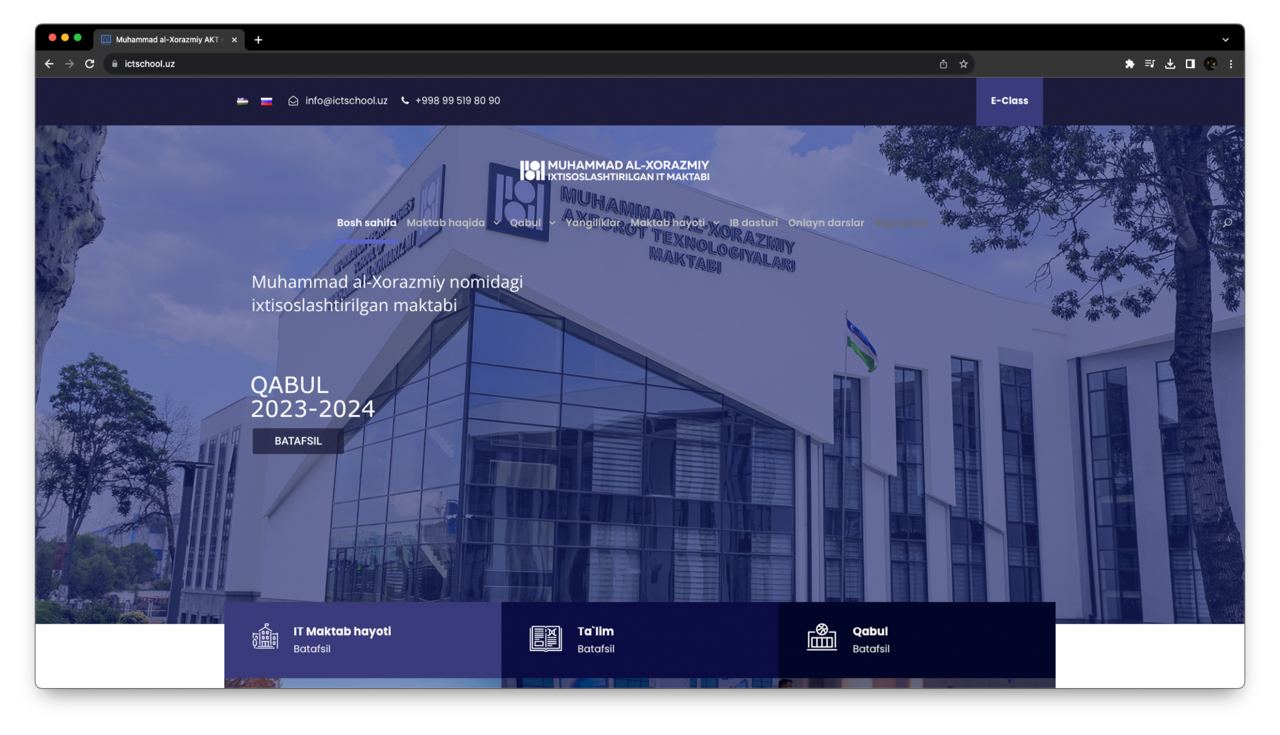 Muhammad al-Xorazmiy AKT
ictschool.uz
info@ictschool.uz +998 99 519 80 90
E-Class
MUHAMMAD AL-XORAZMIY
IXTISOSLASHTIRILGAN IT MAKTABI
Bosh sahifa Maktab haqida Qabul Yangiliklar Maktab hayoti IB dasturi Onlayn darslar
MUHAMMAD AL-XORAZMIY
AXBOROT TEXNOLOGIYALARI
MAKTABI
Muhammad al-Xorazmiy nomidagi
ixtisoslashtirilgan maktabi
QABUL
2023-2024
BATAFSIL
IT Maktab hayoti
Batafsil
Ta`lim
Batafsil
Qabul
Batafsil